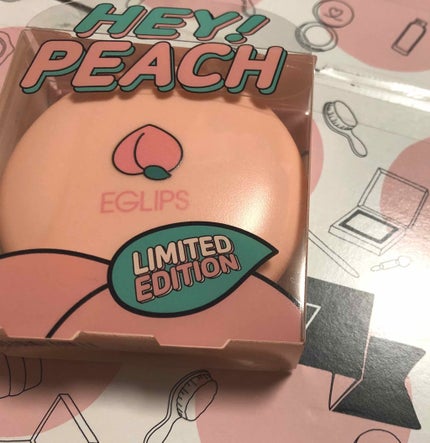 HEY!
PEACH
EGLIPS
LIMITED
EDITION